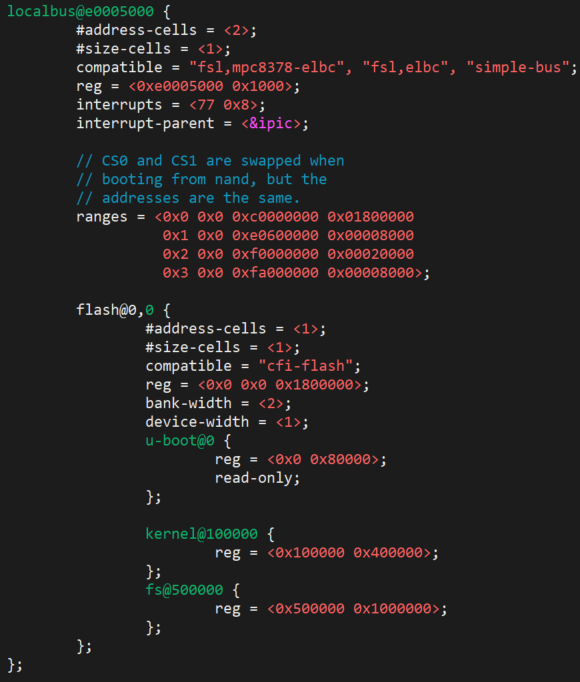 localbus@e0005000 {
#address-cells = <2>;
#size-cells = <1>;
compatible = "fsl,mpc8378-elbc", "fsl,elbc", "simple-bus";
reg = <0xe0005000 0x1000>;
interrupts = <77 0x8>;
interrupt-parent = <&ipic>;
// CS0 and CS1 are swapped when
// booting from nand, but the
// addresses are the same.
ranges = <0x0 0x0 0xc0000000 0x01800000
0x1 0x0 0xe0600000 0x00008000
0x2 0x0 0xf0000000 0x00020000
0x3 0x0 0xfa000000 0x00008000>;
flash@0,0 {
#address-cells = <1>;
#size-cells = <1>;
compatible = "cfi-flash";
reg = <0x0 0x0 0x1800000>;
bank-width = <2>;
device-width = <1>;
u-boot@0 {
reg = <0x0 0x80000>;
read-only;
};
kernel@100000 {
reg = <0x100000 0x400000>;
};
fs@500000 {
reg = <0x500000 0x1000000>;
};
};
};